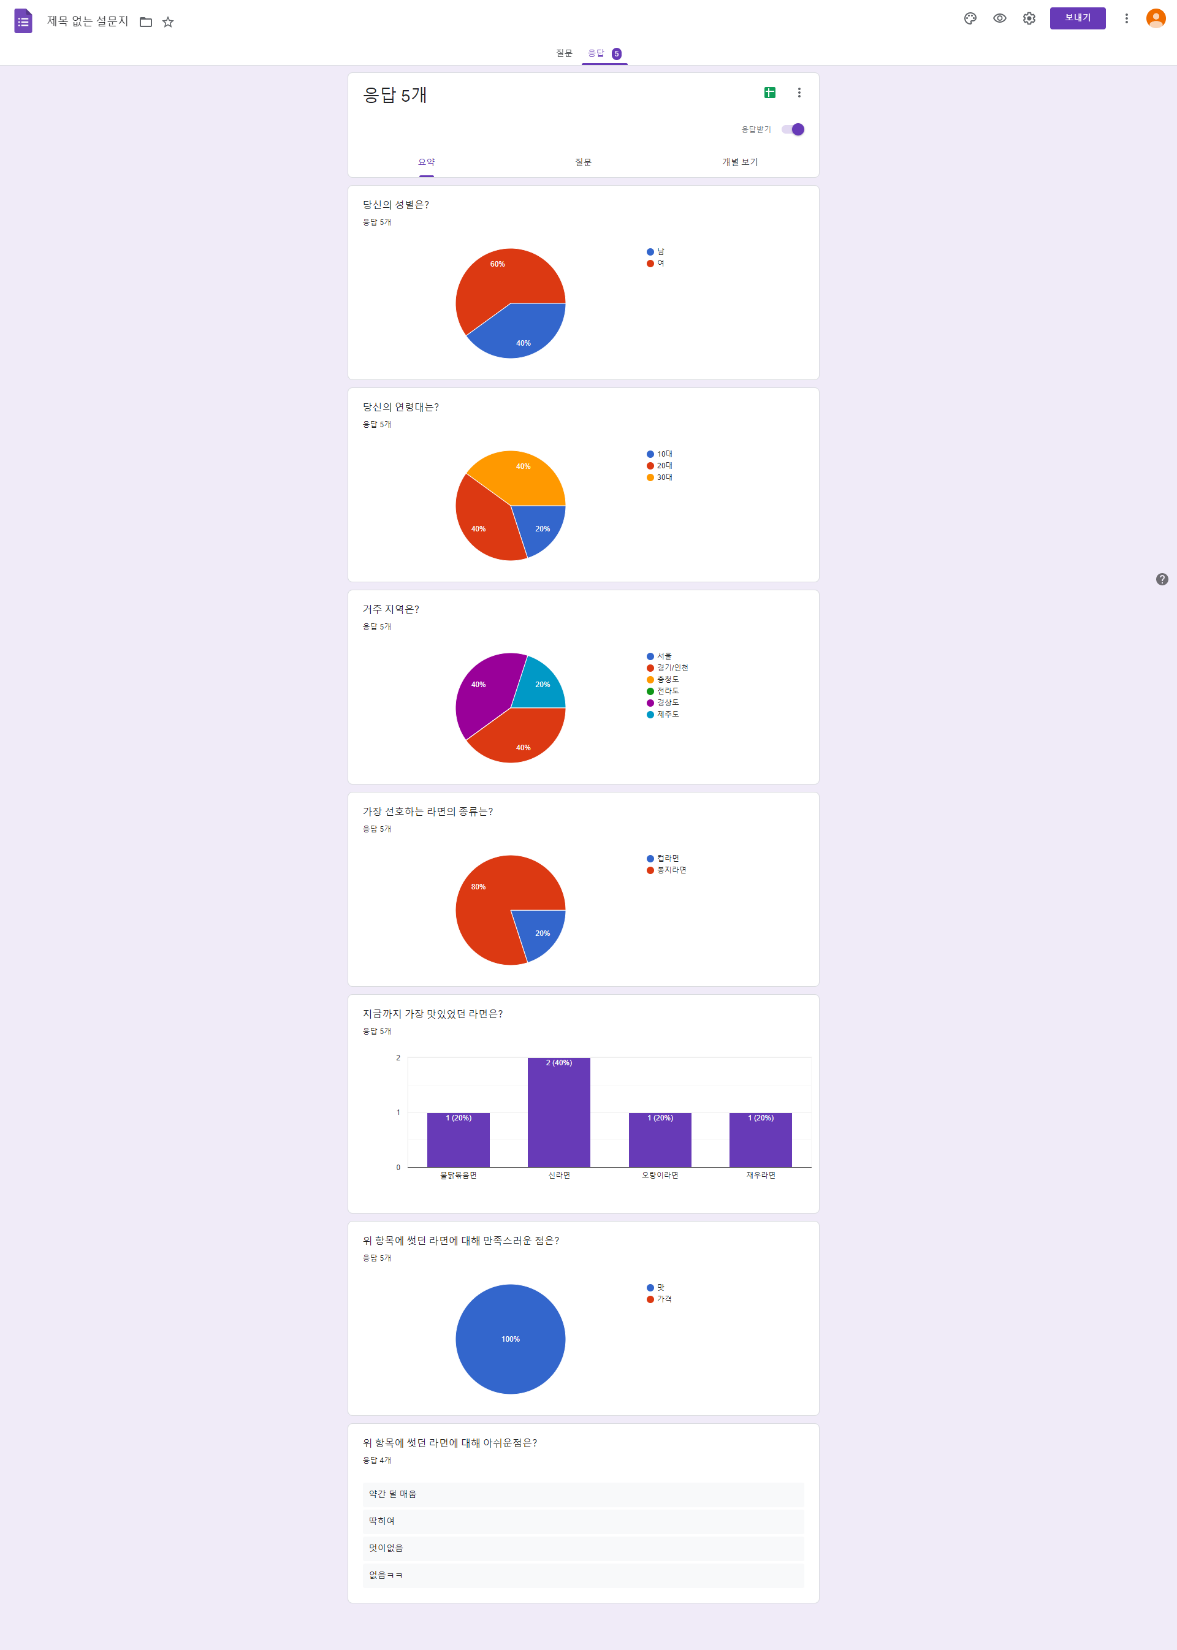 제목 없는 설문지
보내기
질문 응답 5
응답 5개
응답받기
요약 질문 개별 보기
당신의 성별은?
응답 5개
남
여
60%
40%
당신의 연령대는?
응답 5개
10대
20대
30대
40%
40%
20%
거주 지역은?
응답 5개
서울
경기/인천
충청도
전라도
경상도
제주도
40%
20%
40%
가장 선호하는 라면의 종류는?
응답 5개
컵라면
봉지라면
80%
20%
지금까지 가장 맛있었던 라면은?
응답 5개
2
1
0
1 (20%)
2 (40%)
1 (20%)
1 (20%)
불닭볶음면
신라면
오랑이라면
새우라면
위 항목에 썼던 라면에 대해 만족스러운 점은?
응답 5개
맛
가격
100%
위 항목에 썼던 라면에 대해 아쉬운점은?
응답 4개
약간 덜 매움
딱히여
멋이없음
없음ㅋㅋ